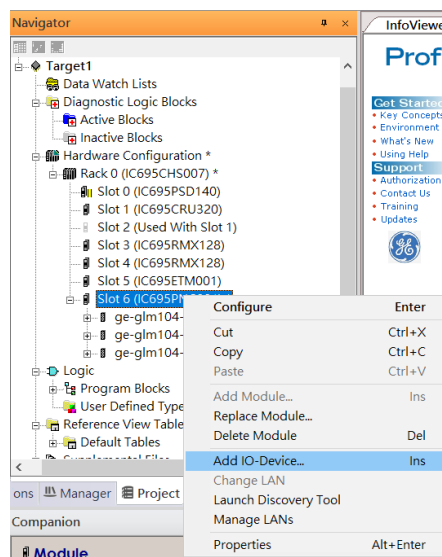 Navigator
InfoViewe
Prof
Target1
Data Watch Lists
Diagnostic Logic Blocks
Active Blocks
Inactive Blocks
Hardware Configuration *
Rack 0 (IC695CHS007) *
Slot 0 (IC695PSD140)
Slot 1 (IC695CRU320)
Slot 2 (Used With Slot 1)
Slot 3 (IC695RMX128)
Slot 4 (IC695RMX128)
Slot 5 (IC695ETM001)
Slot 6 (IC695PN
ge-glm104-
ge-glm104-
ge-glm104-
Logic
Program Blocks
User Defined Type
Reference View Table
Default Tables
ons Manager Project
Companion
Module
Get Starte
Key Concepts
Environment
What's New
Using Help
Support
Authorization
Contact Us
Training
Updates
Configure Enter
Cut Ctrl+X
Copy Ctrl+C
Paste Ctrl+V
Add Module... Ins
Replace Module...
Delete Module Del
Add IO-Device... Ins
Change LAN
Launch Discovery Tool
Manage LANs
Properties Alt+Enter